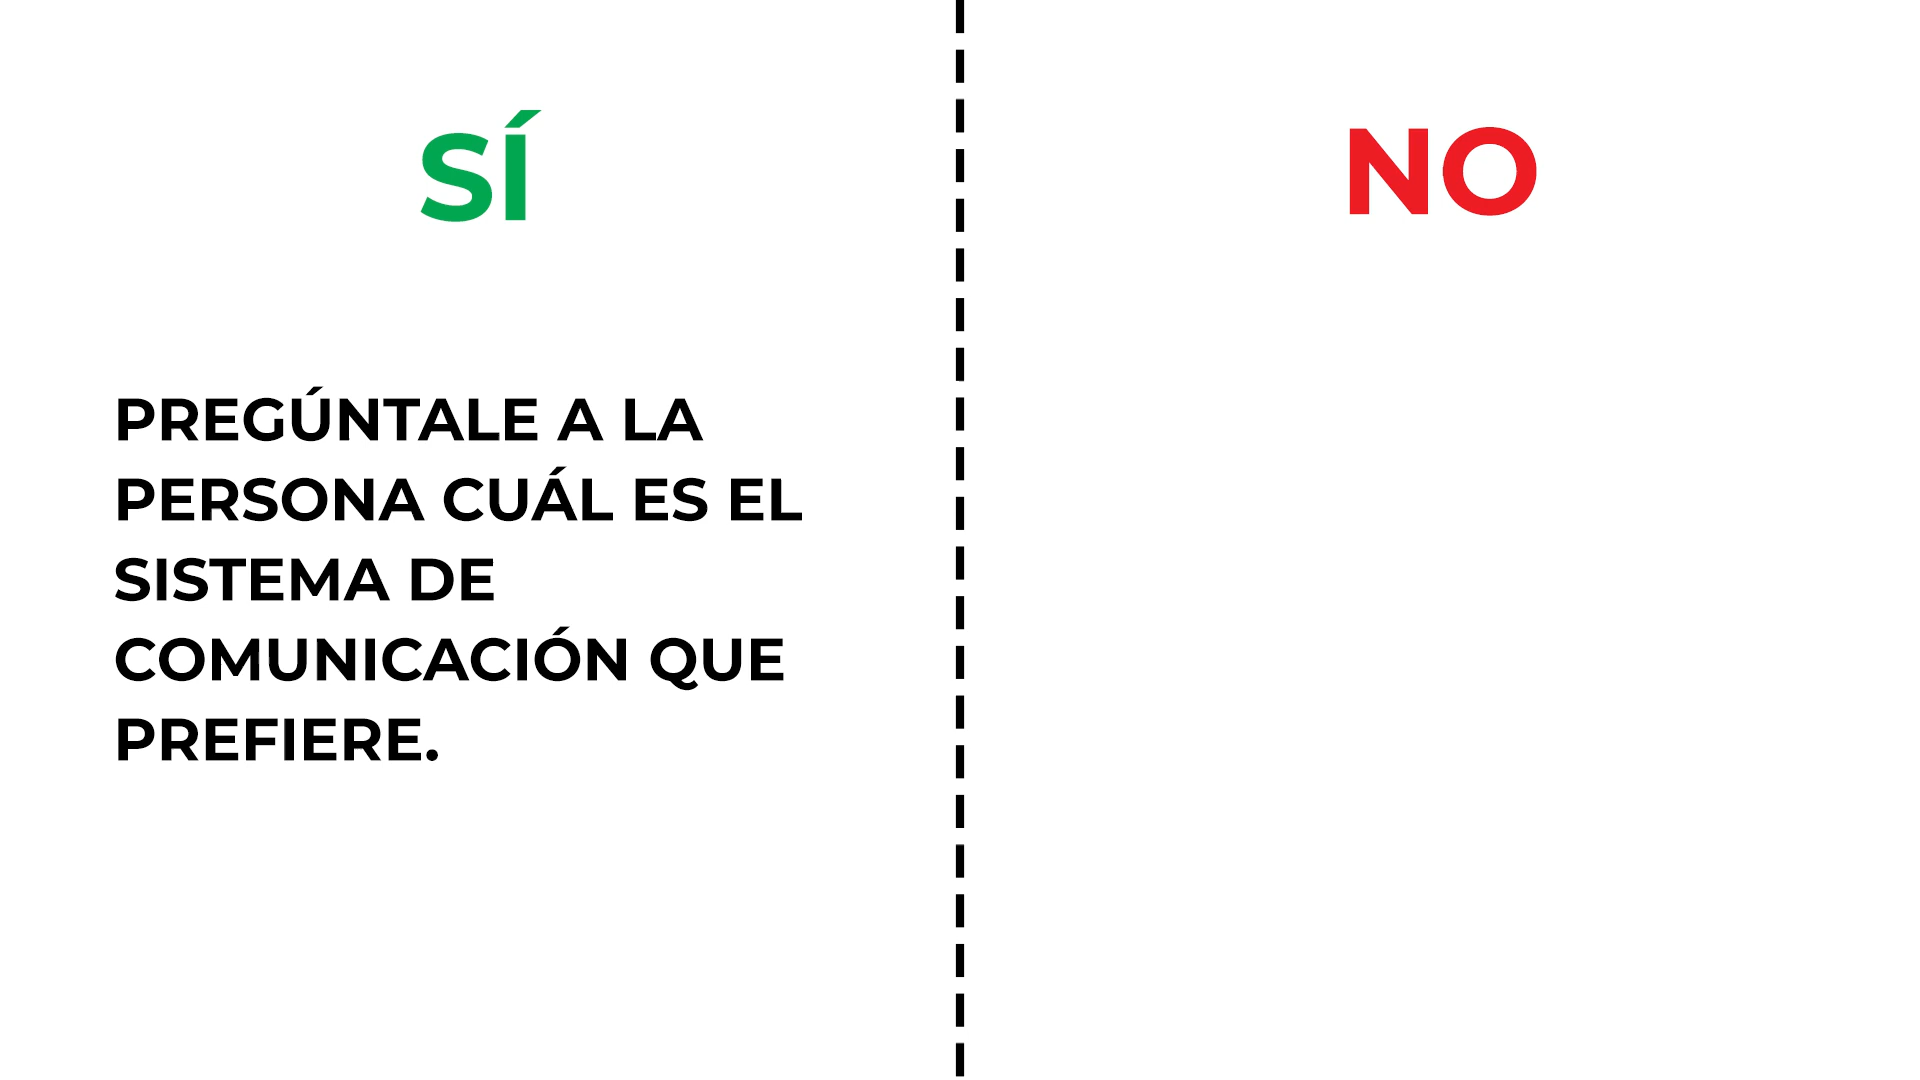 SÍ
NO
PREGÚNTALE A LA
PERSONA CUÁL ES EL
SISTEMA DE
COMUNICACIÓN QUE
PREFIERE.